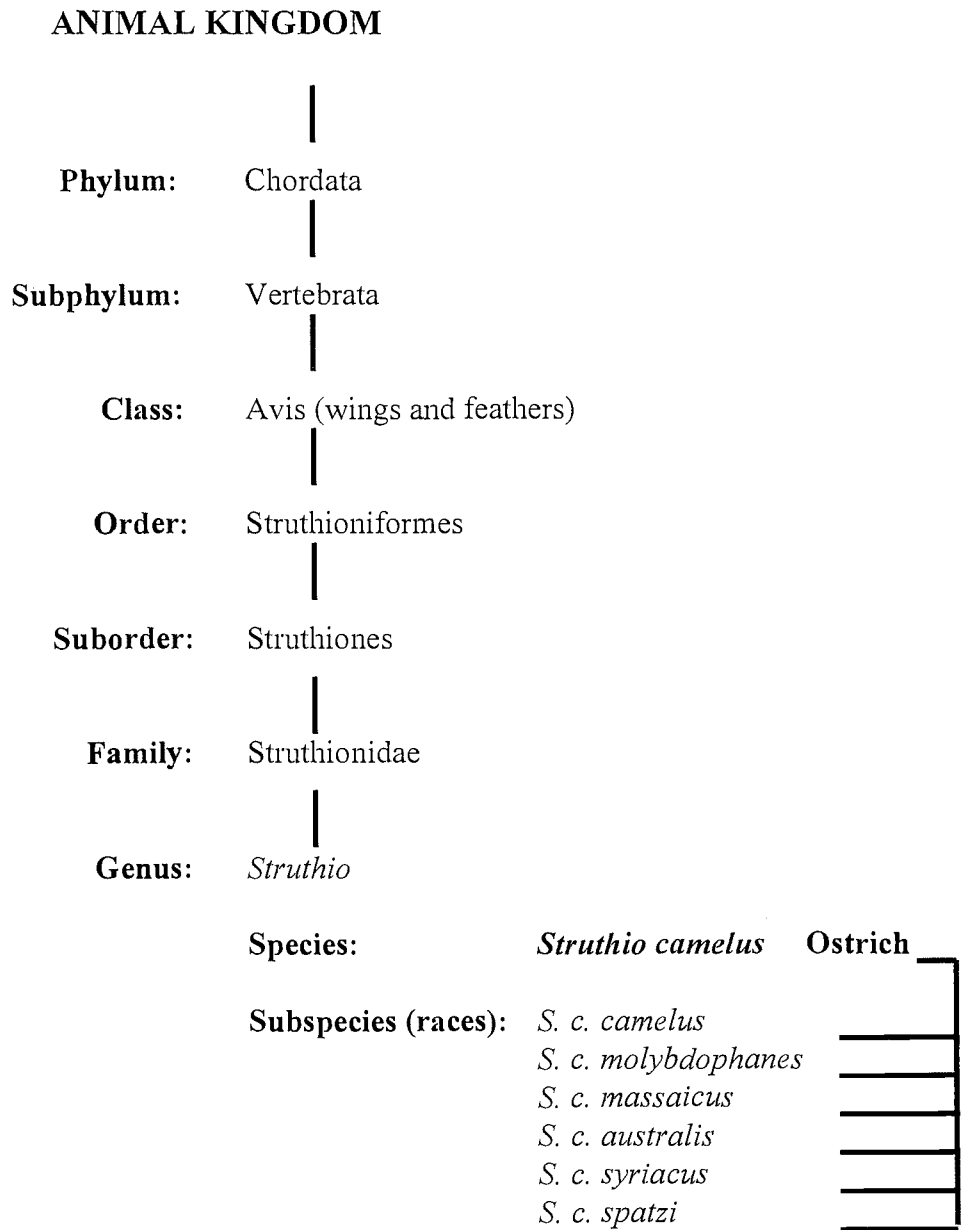 ANIMAL KINGDOM
Phylum: Chordata
Subphylum: Vertebrata
Class: Avis (wings and feathers)
Order: Struthioniformes
Suborder: Struthiones
Family: Struthionidae
Genus: Struthio
Species: Struthio camelus Ostrich
Subspecies (races): S. c. camelus
S. c. molybdophanes
S. c. massaicus
S. c. australis
S. c. syriacus
S. c. spatzi